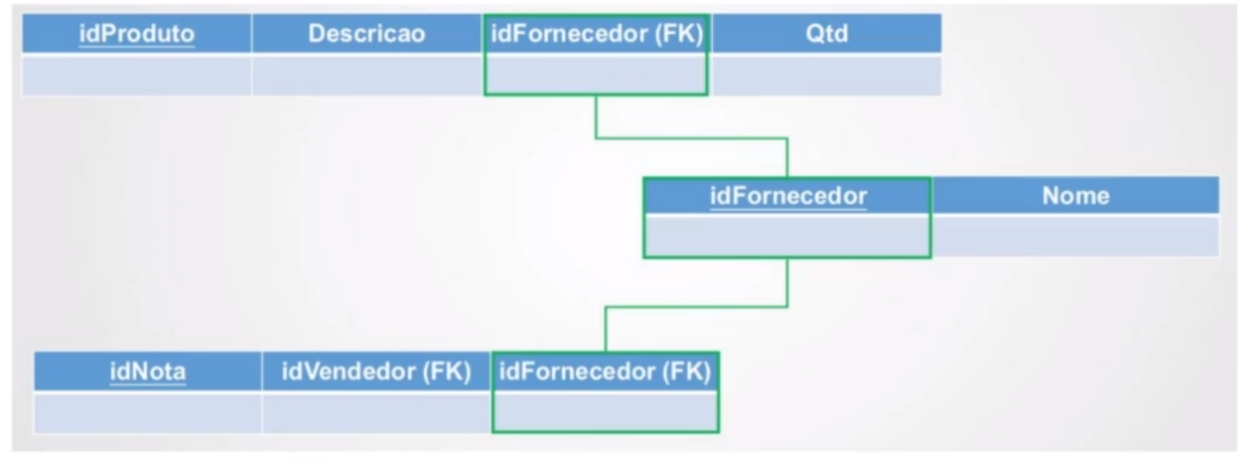 idProduto Descricao idFornecedor (FK) Qtd
idFornecedor Nome
idNota idVendedor (FK) idFornecedor (FK)